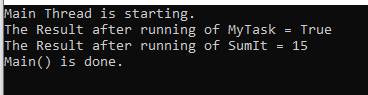 Main Thread is starting.
The Result after running of MyTask = True
The Result after running of SumIt = 15
Main() is done.